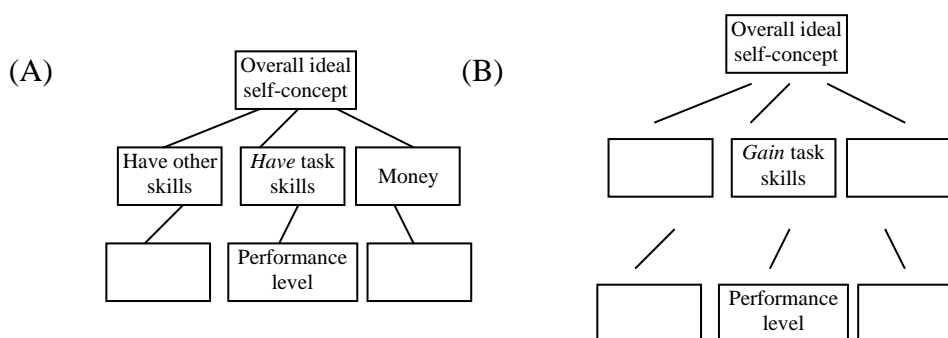 (A)
Overall ideal
self-concept
Have other
skills
Have task
skills
Money
Performance
level
(B)
Overall ideal
self-concept
Gain task
skills
Performance
level